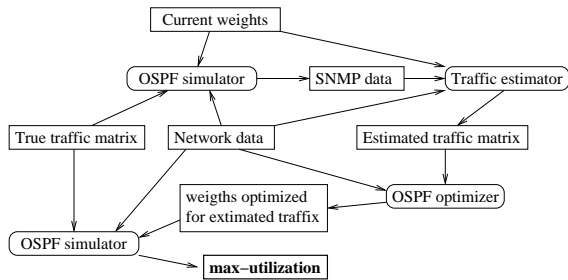 Current weights
OSPF simulator
SNMP data
Traffic estimator
True traffic matrix
Network data
Estimated traffic matrix
weigths optimized
for extimated traffix
OSPF optimizer
OSPF simulator
max−utilization